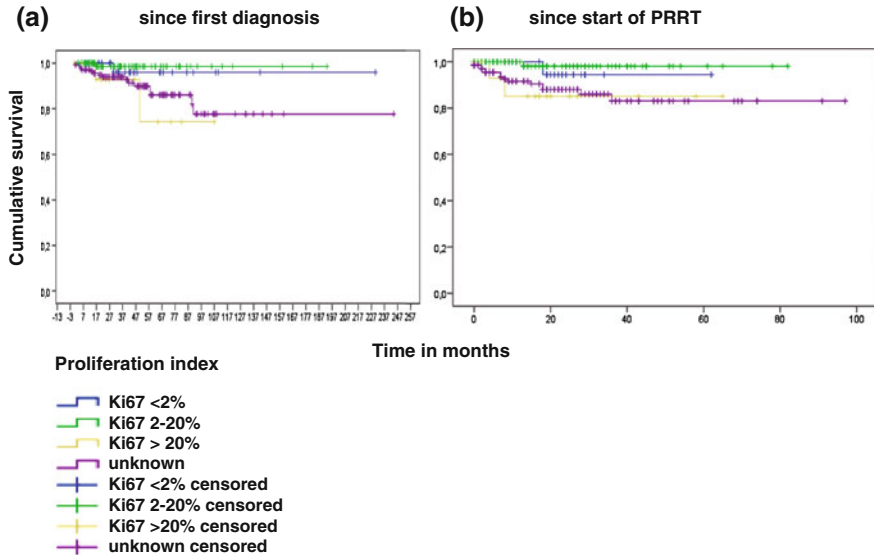 (a) since first diagnosis
(b) since start of PRRT
Cumulative survival
1,0
0,8
0,6
0,4
0,2
0,0
-13 -3 7 17 27 37 47 57 67 77 87 97 107 117 127 137 147 157 167 177 187 197 207 217 227 237 247 257
1,0
0,8
0,6
0,4
0,2
0,0
0 20 40 60 80 100
Time in months
Proliferation index
Ki67 <2%
Ki67 2-20%
Ki67 > 20%
unknown
Ki67 <2% censored
Ki67 2-20% censored
Ki67 >20% censored
unknown censored